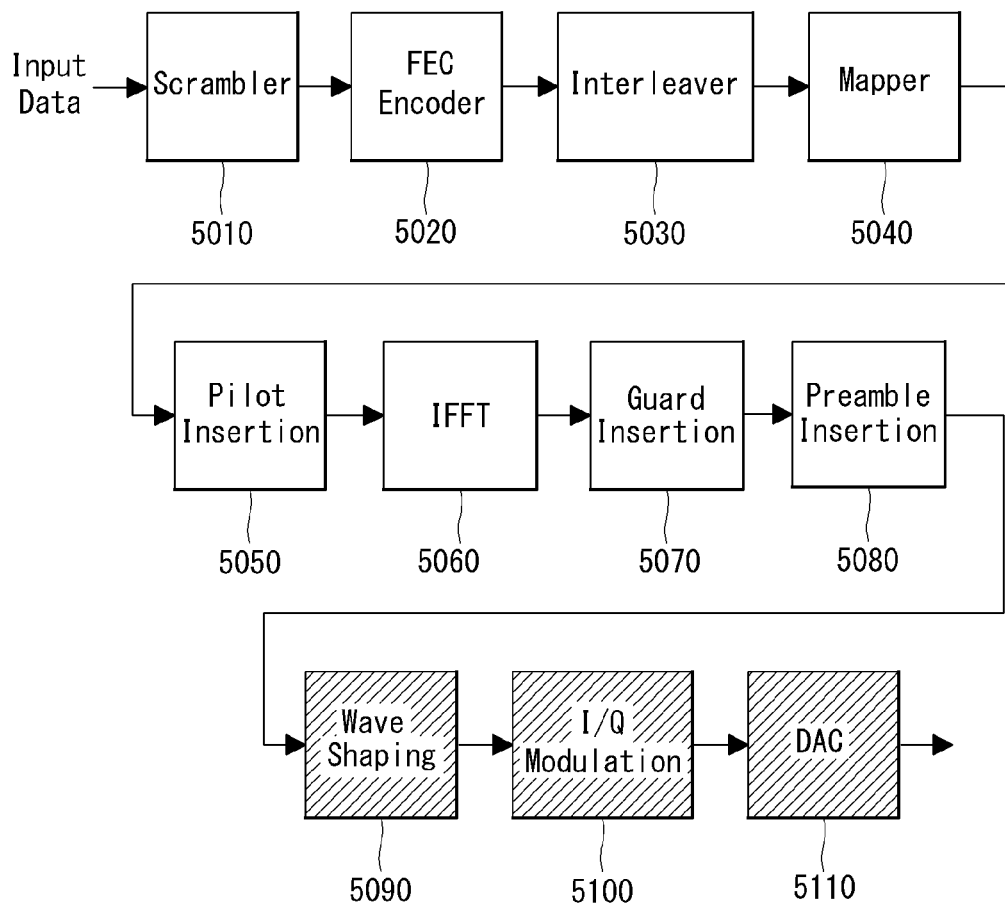 Input
Data
Scrambler
FEC
Encoder
Interleaver
Mapper
5010
5020
5030
5040
Pilot
Insertion
IFFT
Guard
Insertion
Preamble
Insertion
5050
5060
5070
5080
Wave
Shaping
I/Q
Modulation
DAC
5090
5100
5110